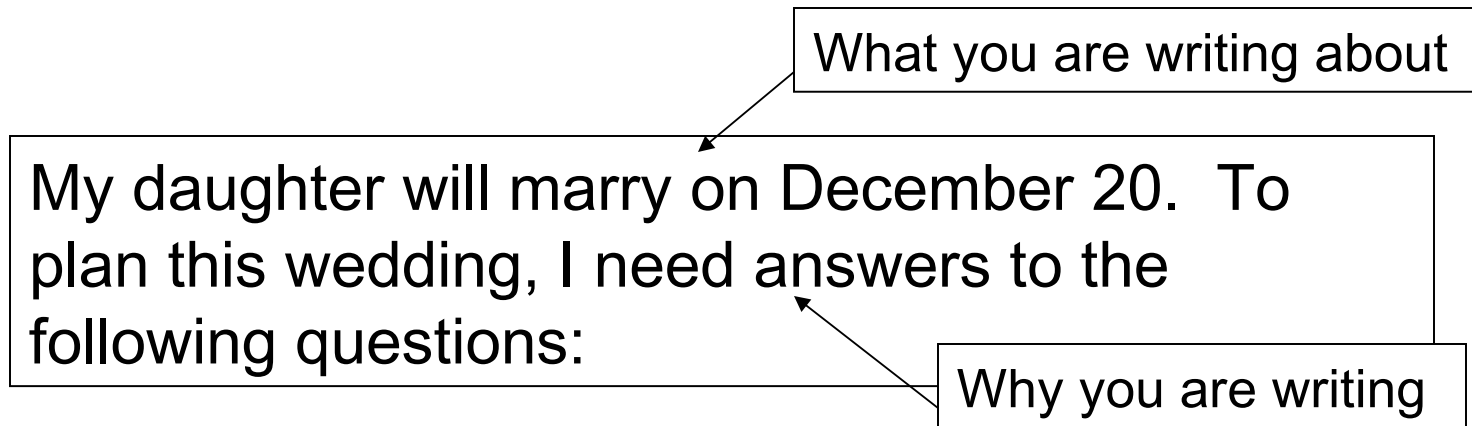 What you are writing about
My daughter will marry on December 20.  To
plan this wedding, I need answers to the
following questions:
Why you are writing